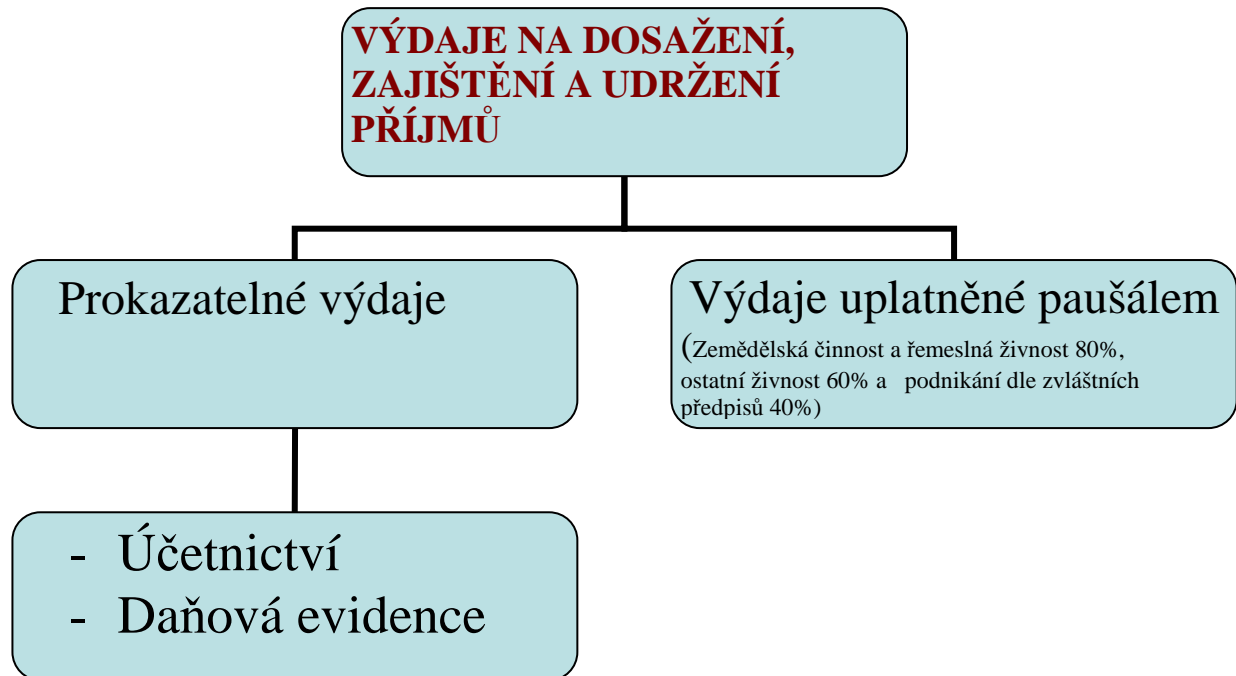 VÝDAJE NA DOSAŽENÍ,
ZAJIŠTĚNÍ A UDRŽENÍ
PŘÍJMŮ
Prokazatelné výdaje
Výdaje uplatněné paušálem
(Zemědělská činnost a řemeslná živnost 80%,
ostatní živnost 60% a podnikání dle zvláštních
předpisů 40%)
- Účetnictví
- Daňová evidence